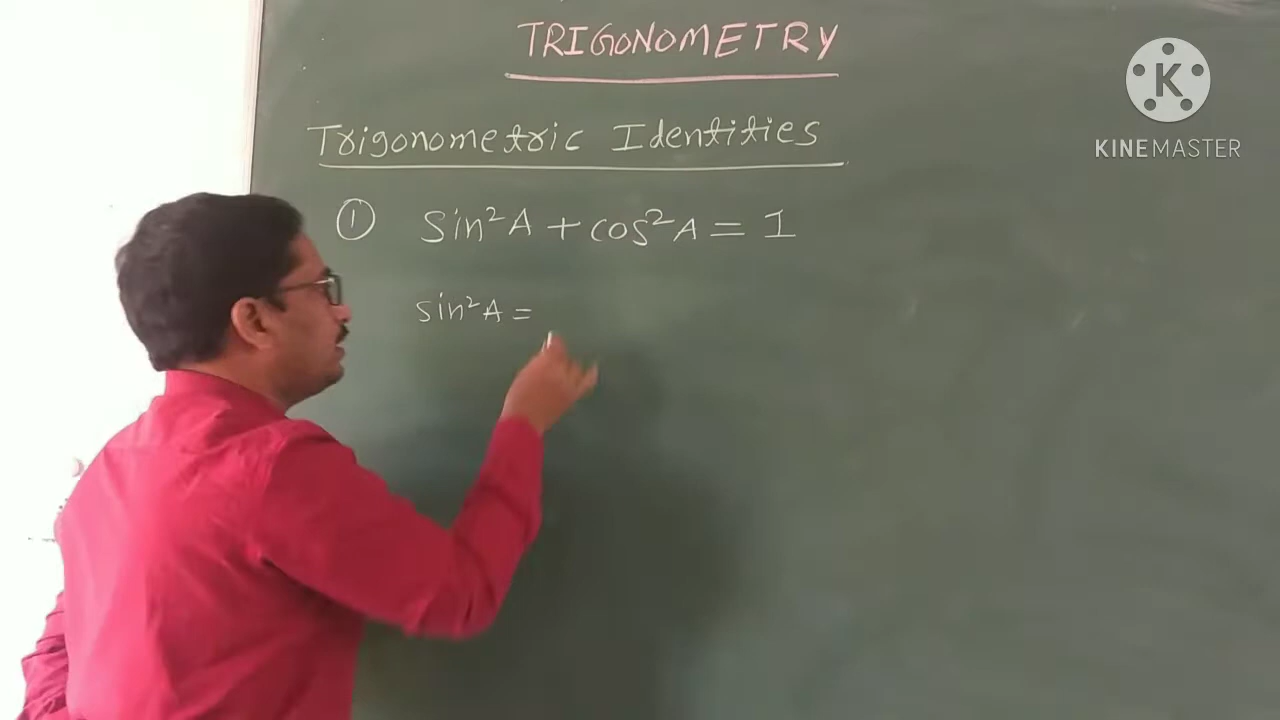 TRIGONOMETRY
K
KINEMASTER
Trigonometric Identities
① Sin²A + cos²A = 1
sin²A =